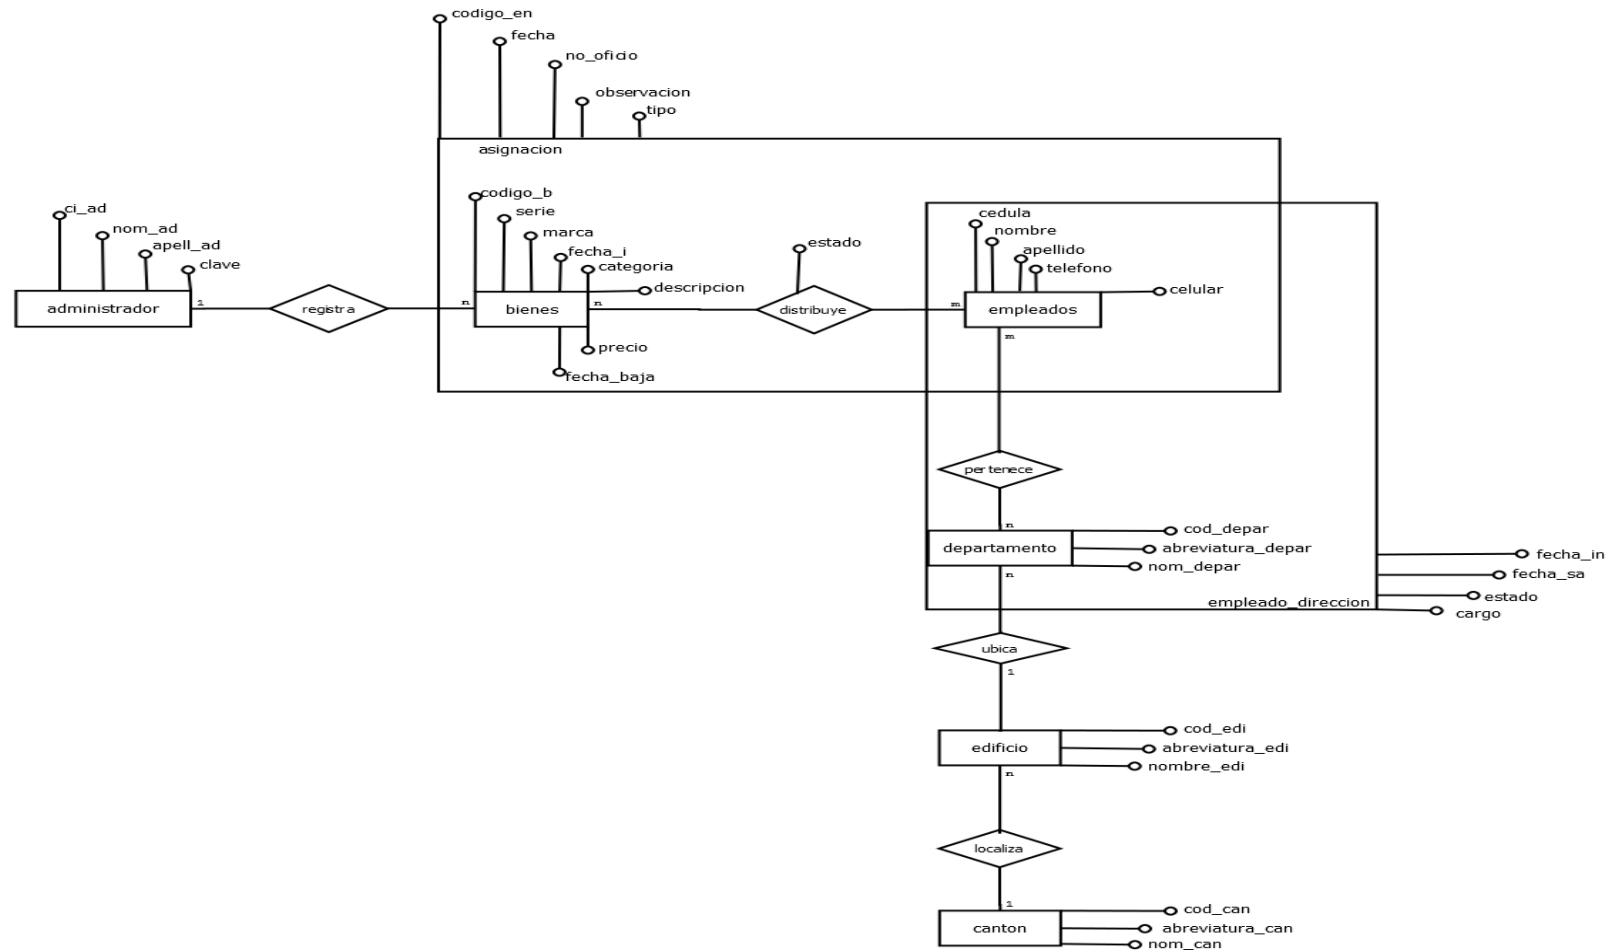 codigo_en
fecha
no_oficio
observacion
tipo
asignacion
ci_ad
nom_ad
apell_ad
clave
administrador
1
registra
n
codigo_b
serie
marca
fecha_i
categoria
descripcion
bienes
n
precio
fecha_baja
estado
distribuye
m
cedula
nombre
apellido
telefono
celular
empleados
m
pertenece
n
departamento
cod_depar
abreviatura_depar
nom_depar
n
empleado_direccion
fecha_in
fecha_sa
estado
cargo
ubica
1
edificio
cod_edi
abreviatura_edi
nombre_edi
n
localiza
1
canton
cod_can
abreviatura_can
nom_can